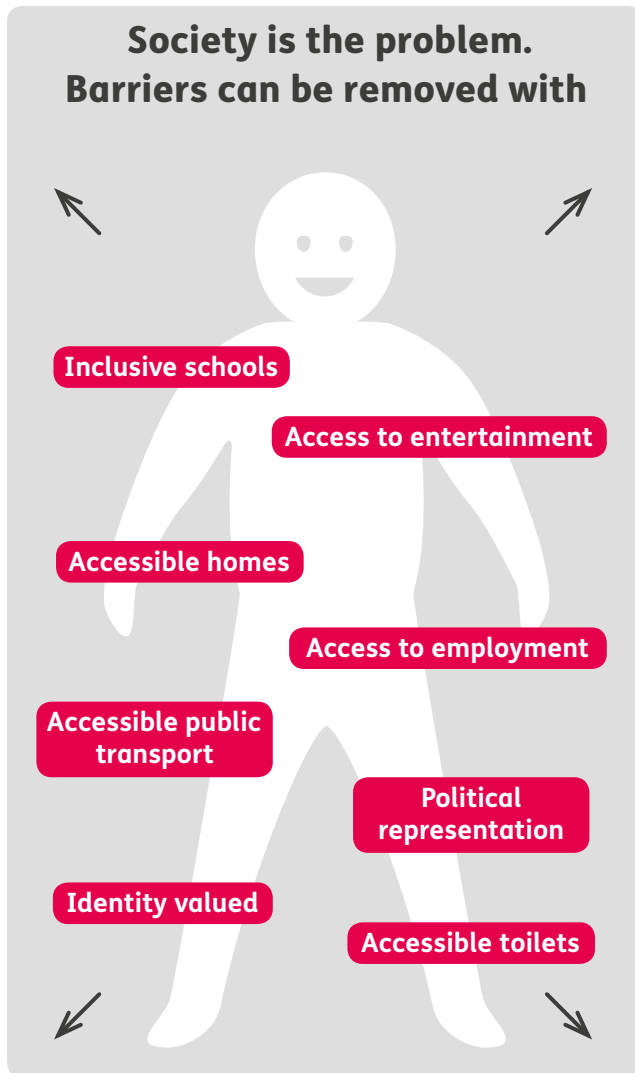 Society is the problem.
Barriers can be removed with
Inclusive schools
Access to entertainment
Accessible homes
Access to employment
Accessible public
transport
Political
representation
Identity valued
Accessible toilets